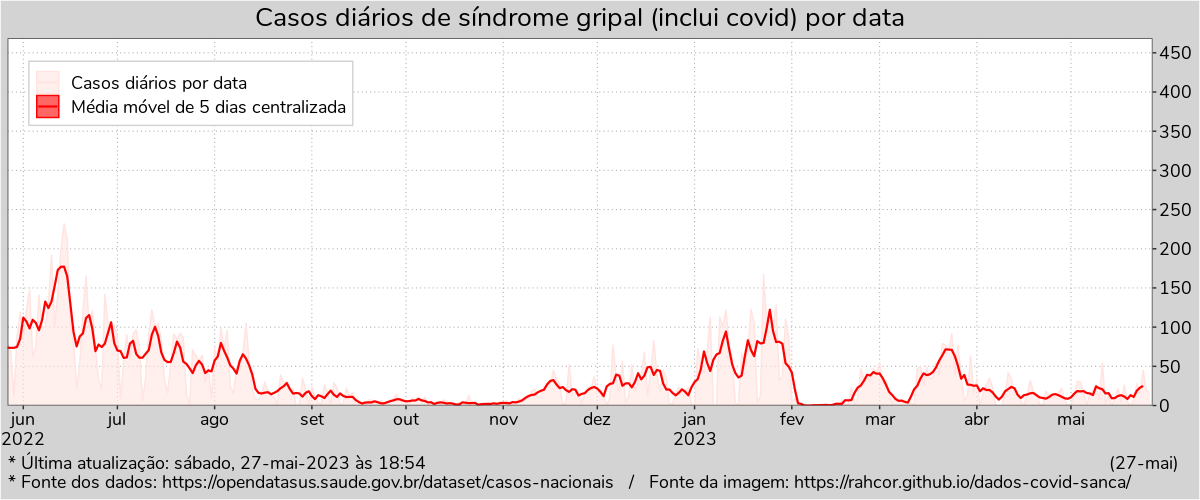 Casos diários de síndrome gripal (inclui covid) por data
Casos diários por data
Média móvel de 5 dias centralizada
450
400
350
300
250
200
150
100
50
0
jun jul ago set out nov dez jan fev mar abr mai
2022 2023
* Última atualização: sábado, 27-mai-2023 às 18:54 (27-mai)
* Fonte dos dados: https://opendatasus.saude.gov.br/dataset/casos-nacionais / Fonte da imagem: https://rahcor.github.io/dados-covid-sanca/